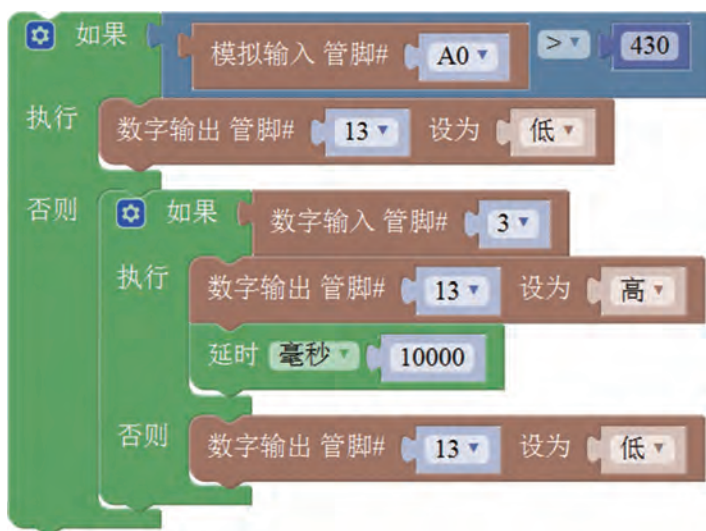 如果 模拟输入 管脚# A0 > 430
执行 数字输出 管脚# 13 设为 低
否则 如果 数字输入 管脚# 3
执行 数字输出 管脚# 13 设为 高
延时 毫秒 10000
否则 数字输出 管脚# 13 设为 低